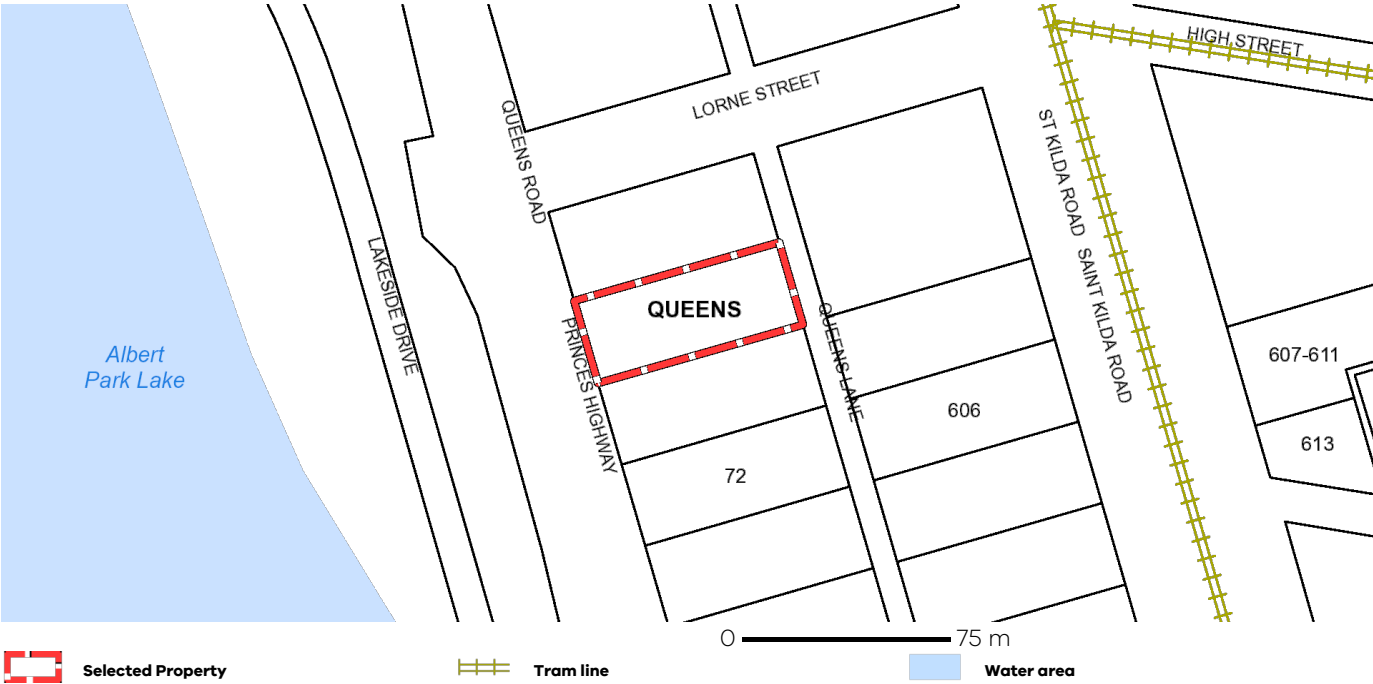 HIGH STREET
LORNE STREET
QUEENS ROAD
ST KILDA ROAD
LAKESIDE DRIVE
SAINT KILDA ROAD
QUEENS
QUEENS LANE
PRINCES HIGHWAY
Albert
Park Lake
607-611
606
613
72
0
75 m
Selected Property
Tram line
Water area